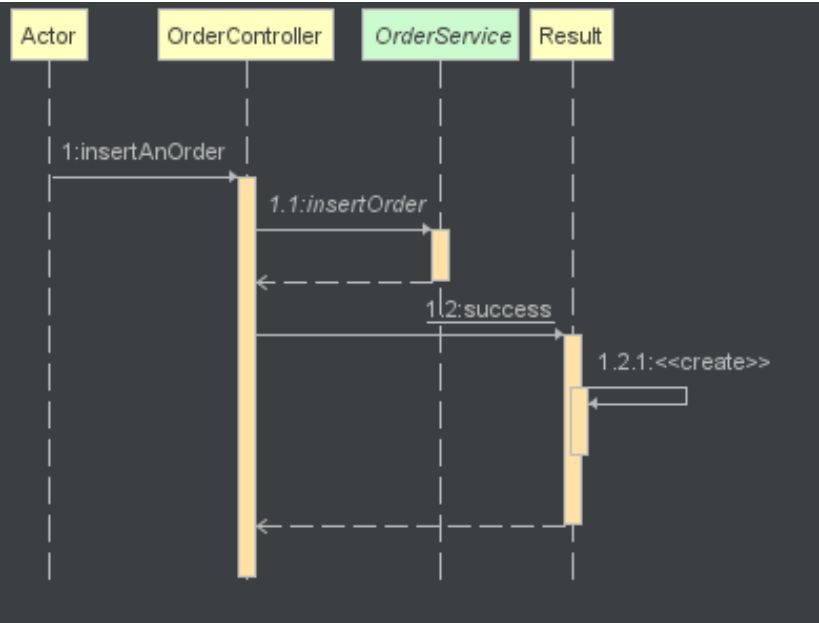 Actor
OrderController
OrderService
Result
1:insertAnOrder
1.1:insertOrder
1.2:success
1.2.1:<<create>>